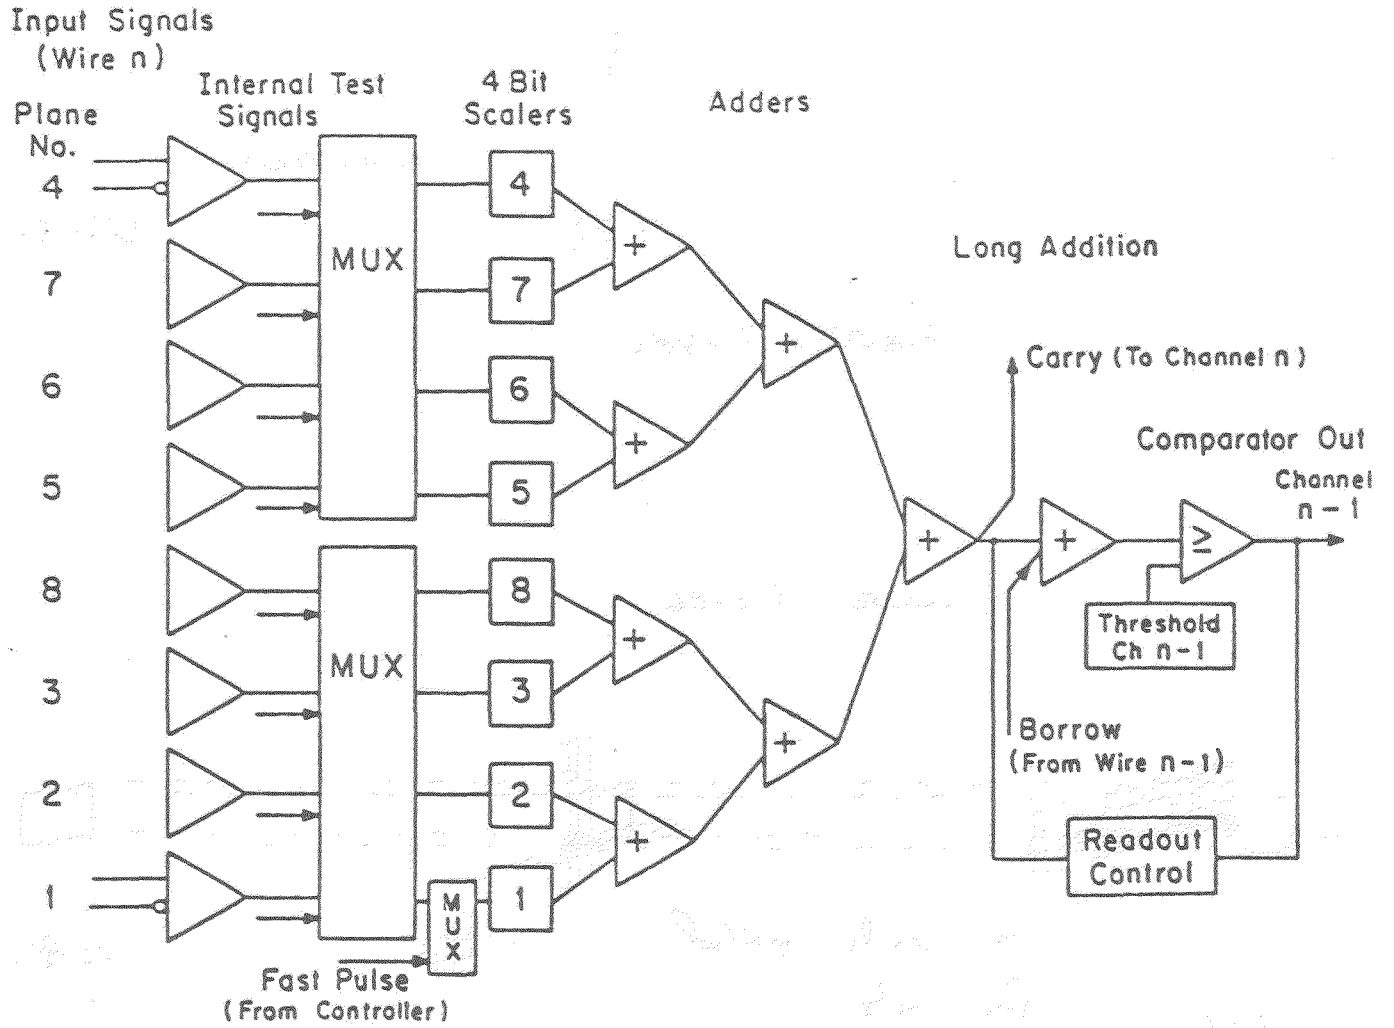 Input Signals
(Wire n)
Internal Test
Signals
4 Bit
Scalers
Adders
Plane
No.
4
7
6
5
8
3
2
1
MUX
MUX
MUX
4
7
6
5
8
3
2
1
+
+
+
+
+
+
+
+
≥
Long Addition
Carry (To Channel n)
Comparator Out
Channel
n-1
Threshold
Ch n-1
Borrow
(From Wire n-1)
Readout
Control
Fast Pulse
(From Controller)